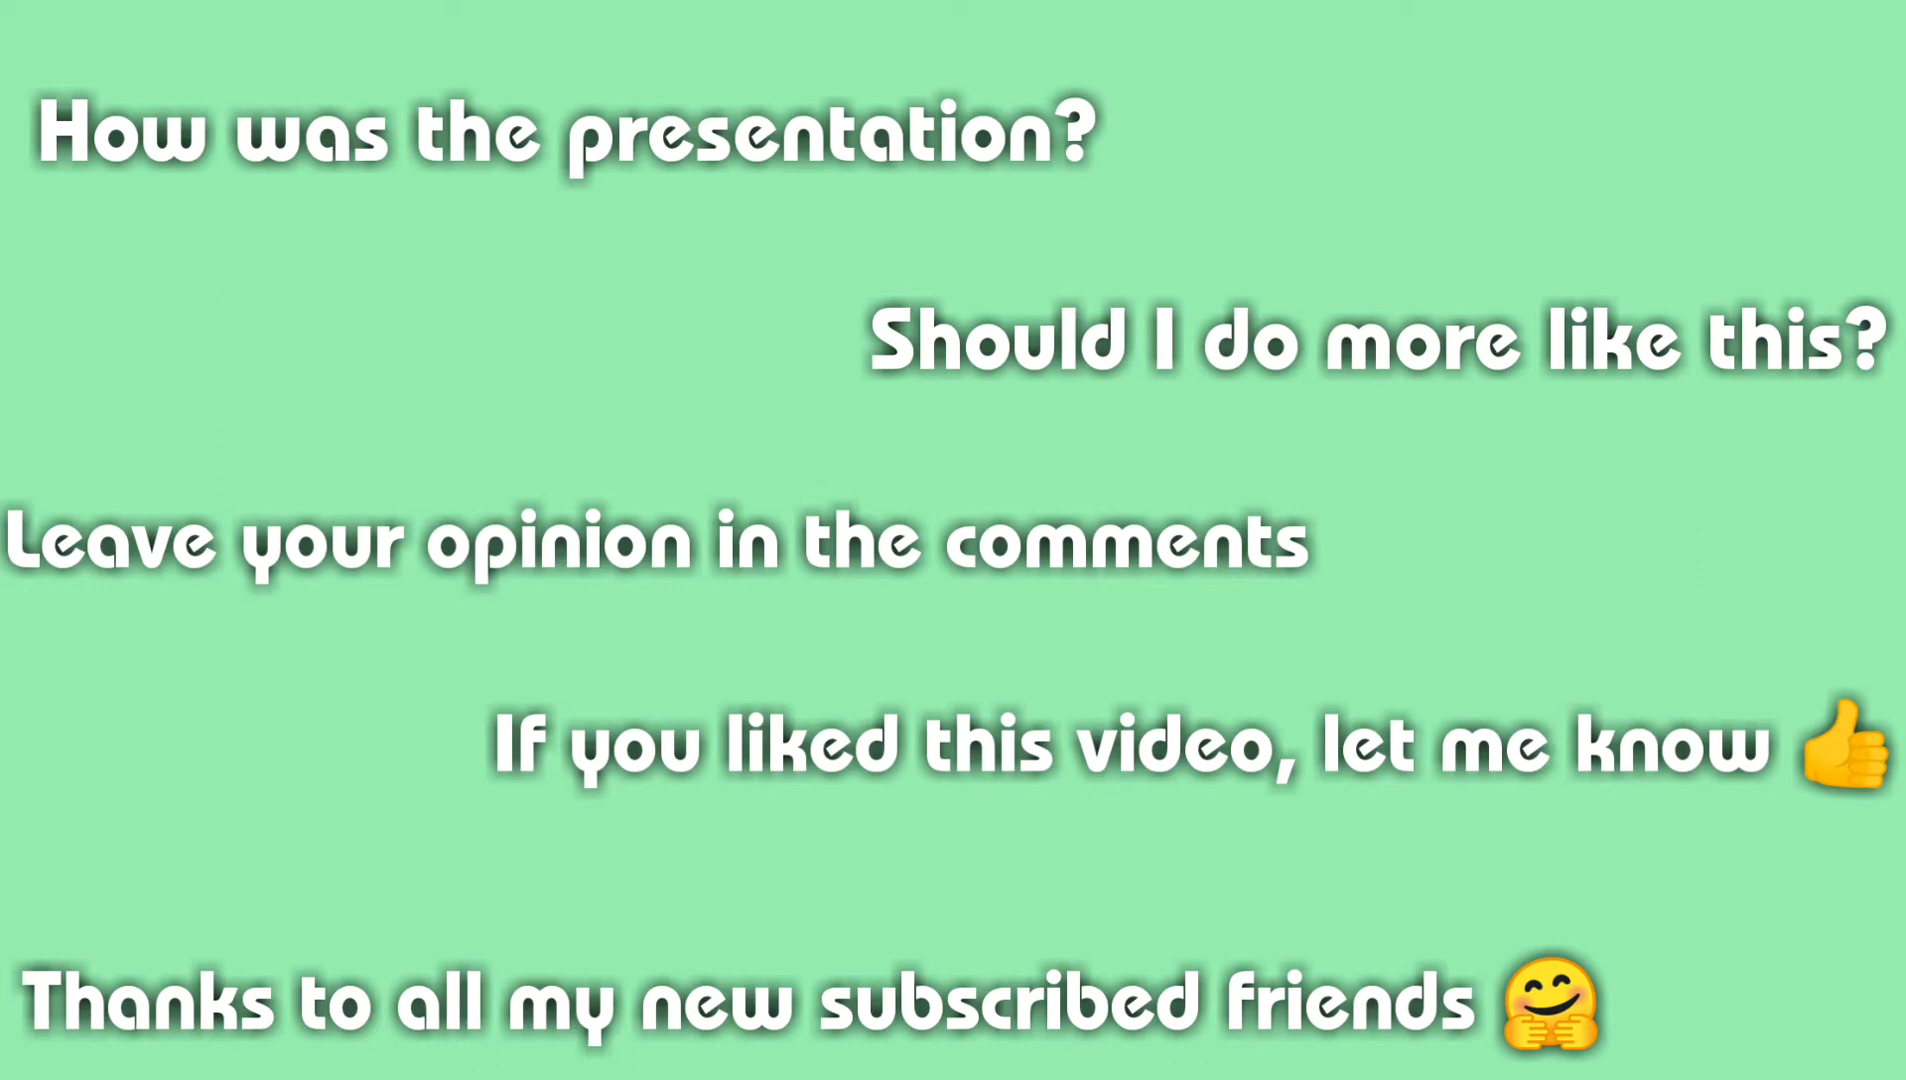 How was the presentation?
Should I do more like this?
Leave your opinion in the comments
If you liked this video, let me know 👍
Thanks to all my new subscribed friends 🤗